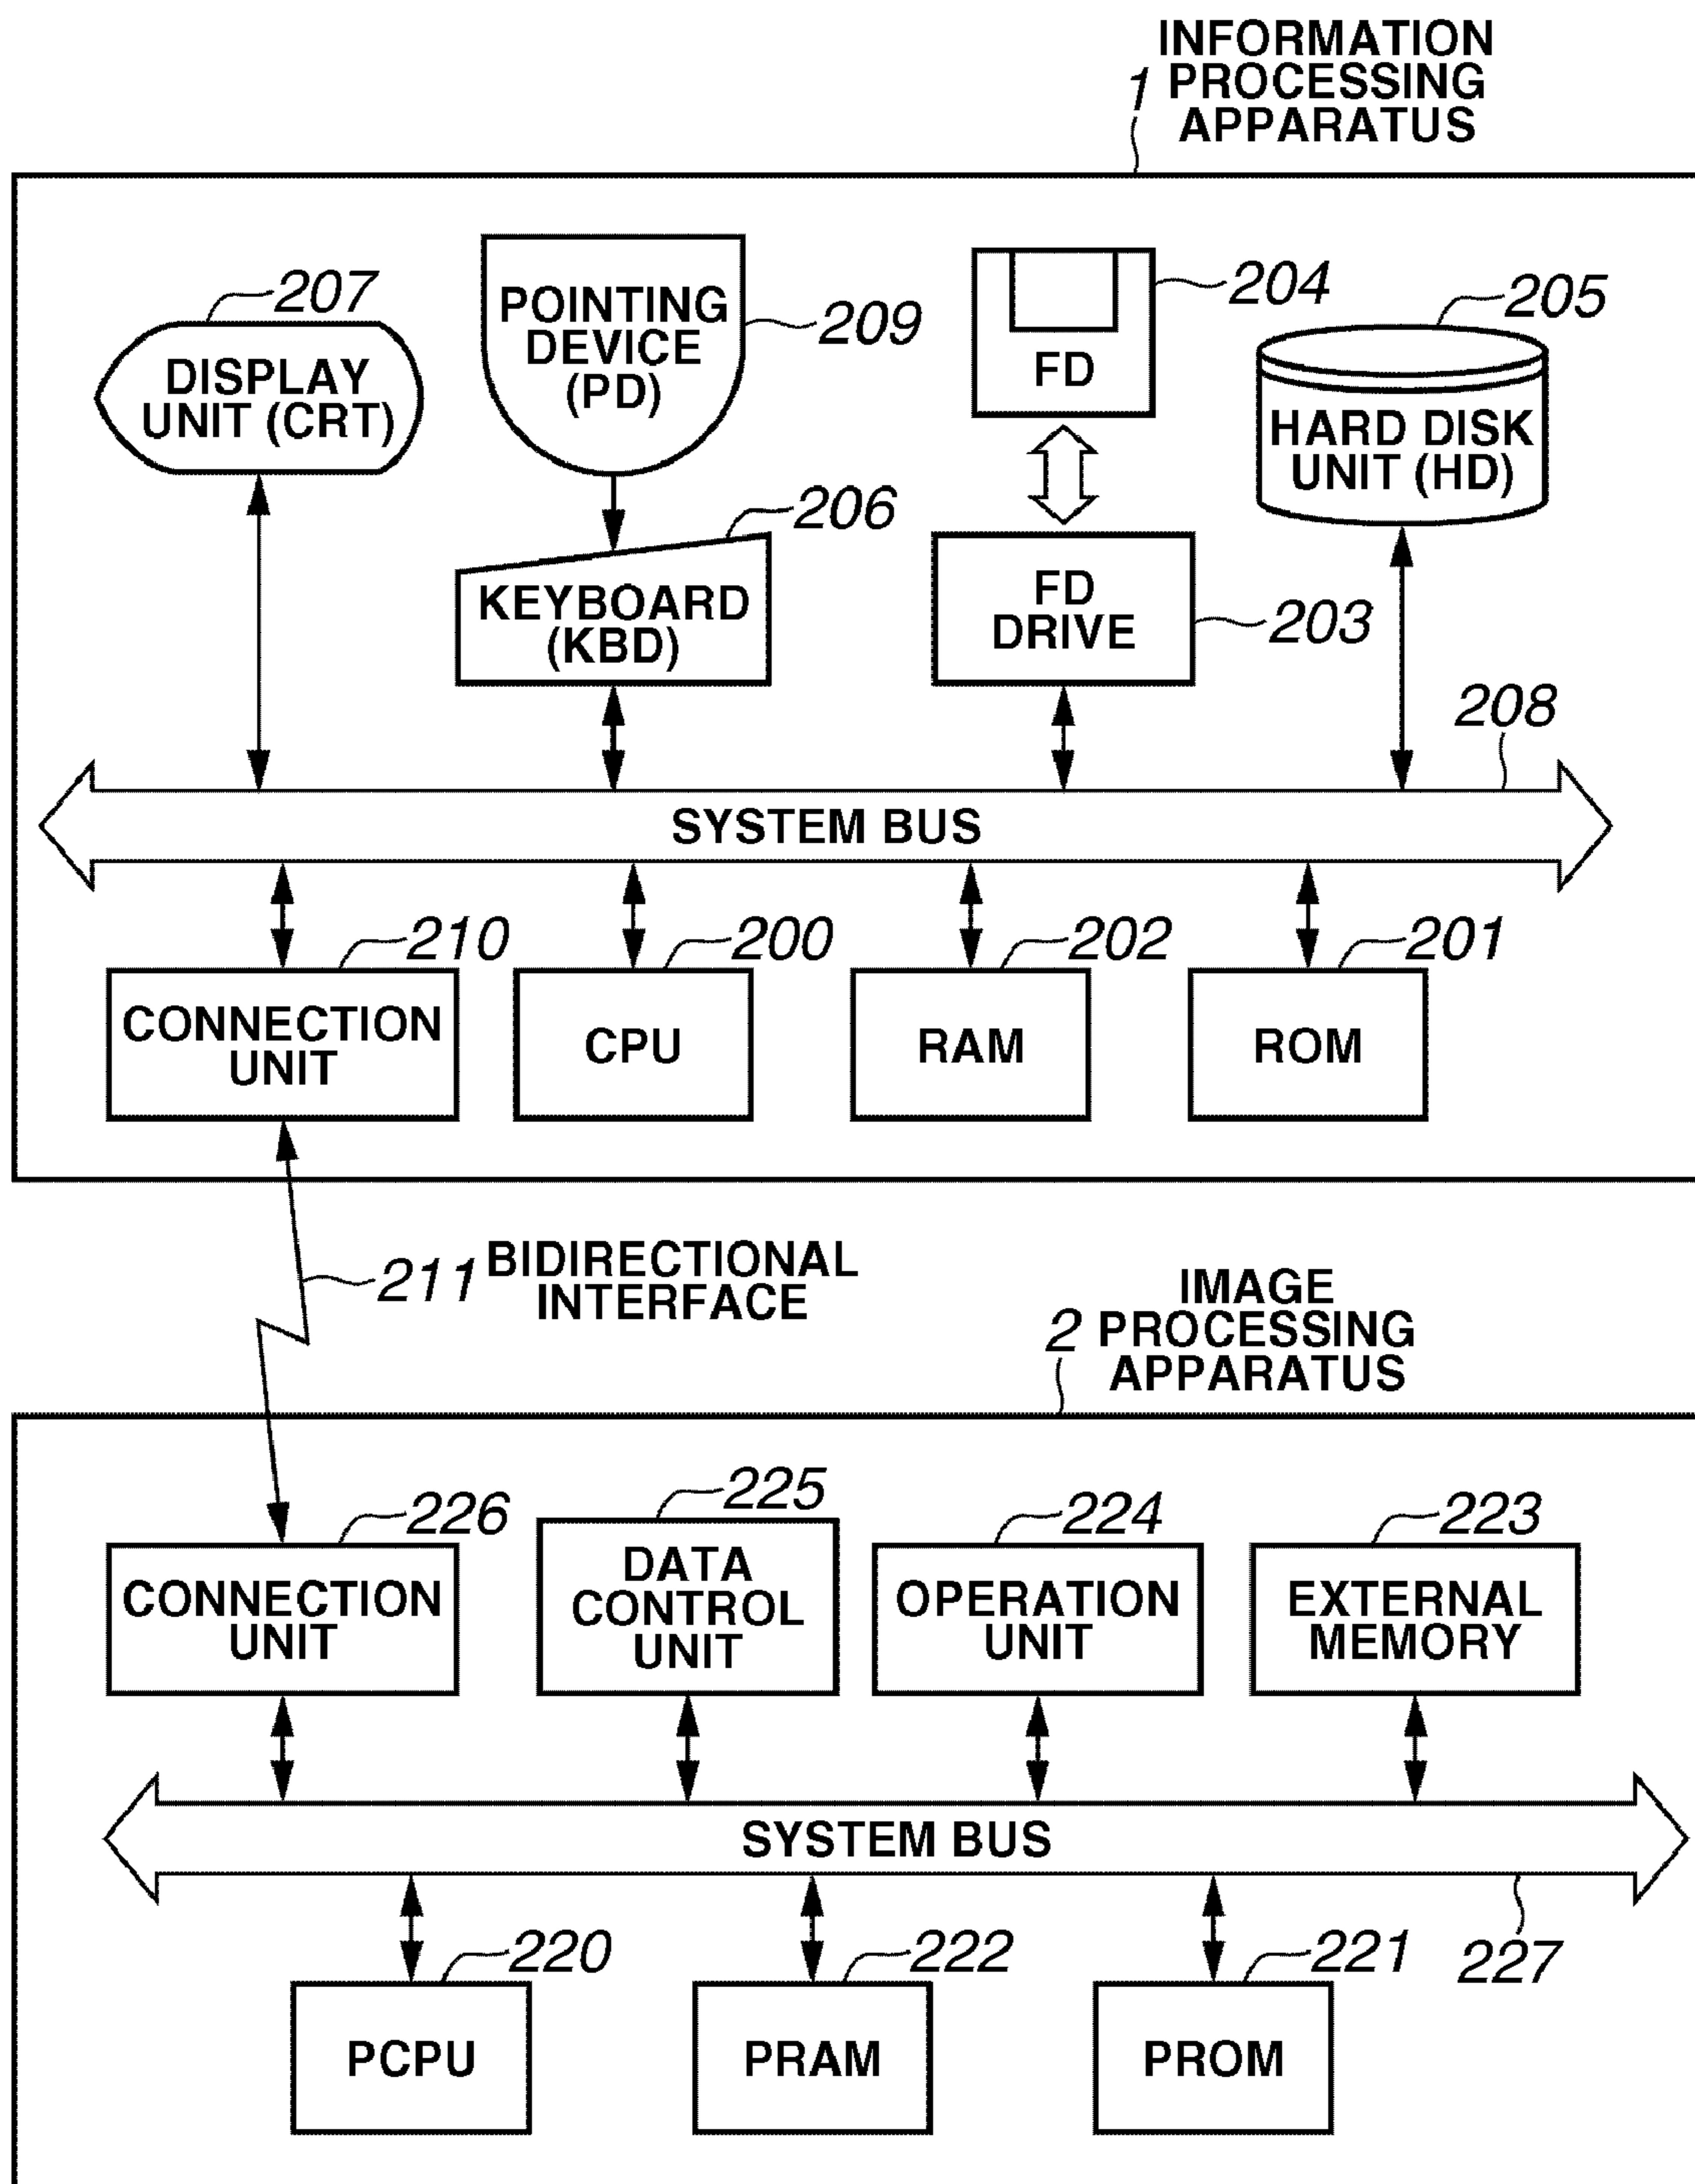 INFORMATION
1 PROCESSING
APPARATUS
207
DISPLAY
UNIT (CRT)
POINTING
DEVICE
(PD)
209
204
FD
205
HARD DISK
UNIT (HD)
206
KEYBOARD
(KBD)
FD
DRIVE
203
208
SYSTEM BUS
210
CONNECTION
UNIT
200
CPU
202
RAM
201
ROM
211 BIDIRECTIONAL
INTERFACE
IMAGE
2 PROCESSING
APPARATUS
226
CONNECTION
UNIT
225
DATA
CONTROL
UNIT
224
OPERATION
UNIT
223
EXTERNAL
MEMORY
SYSTEM BUS
227
220
PCPU
222
PRAM
221
PROM